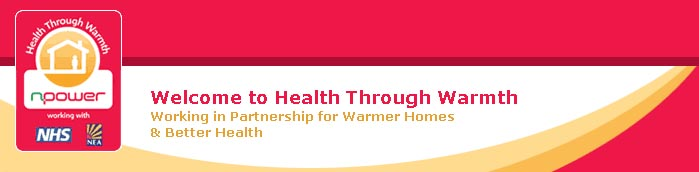 Health Through Warmth
npower
working with
NHS
NEA
Welcome to Health Through Warmth
Working in Partnership for Warmer Homes
& Better Health